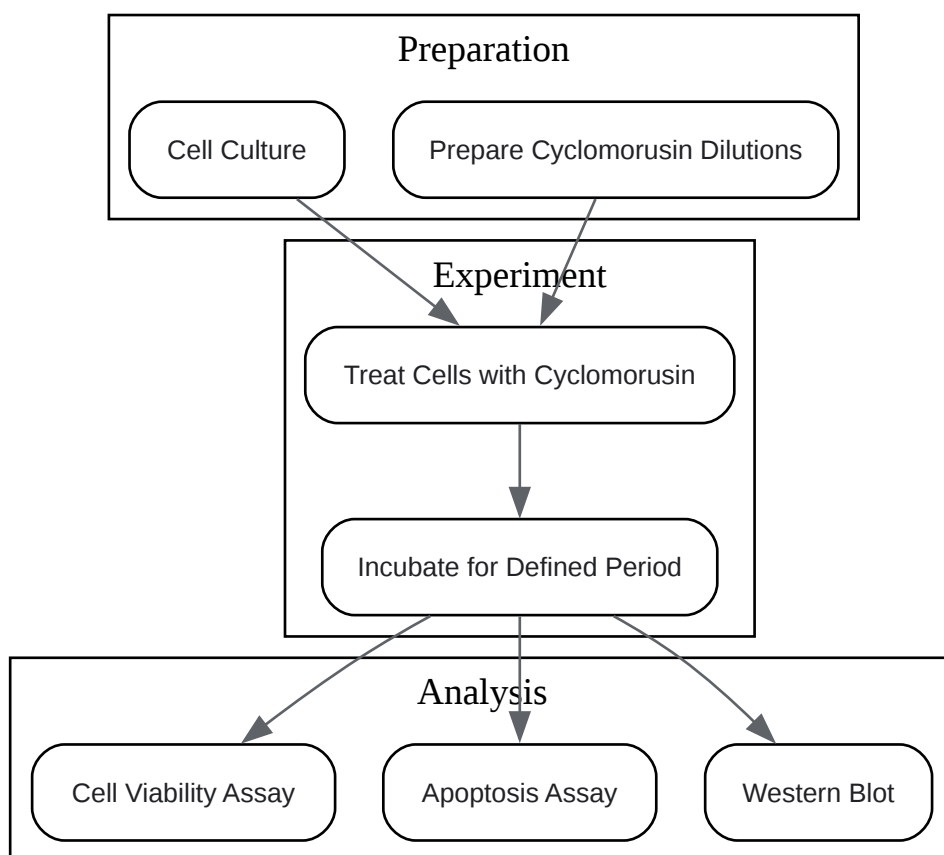 Preparation
Cell Culture
Prepare Cyclomorusin Dilutions
Experiment
Treat Cells with Cyclomorusin
Incubate for Defined Period
Analysis
Cell Viability Assay
Apoptosis Assay
Western Blot